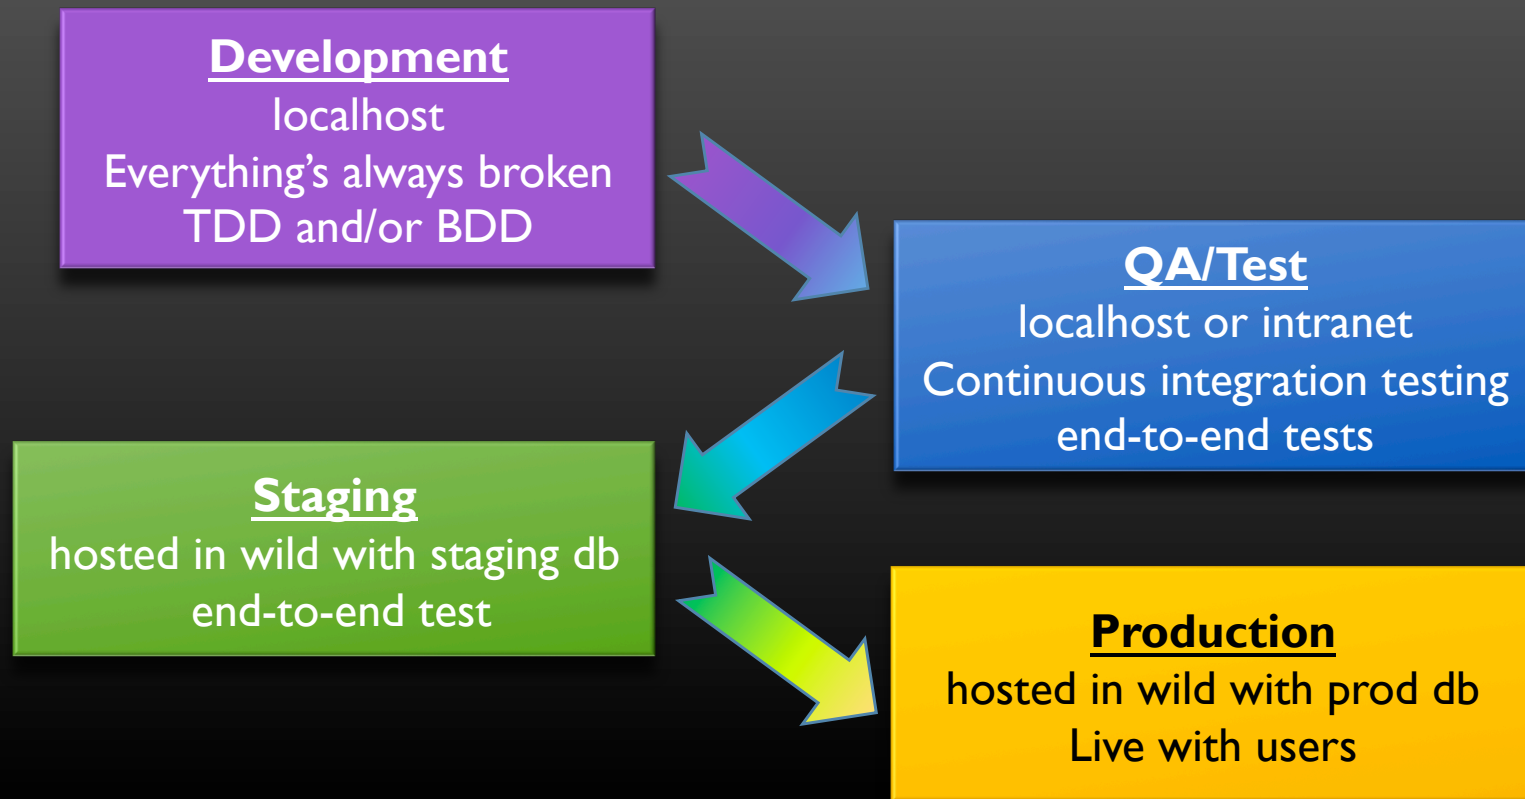 Development
localhost
Everything’s always broken
TDD and/or BDD
QA/Test
localhost or intranet
Continuous integration testing
end-to-end tests
Staging
hosted in wild with staging db
end-to-end test
Production
hosted in wild with prod db
Live with users